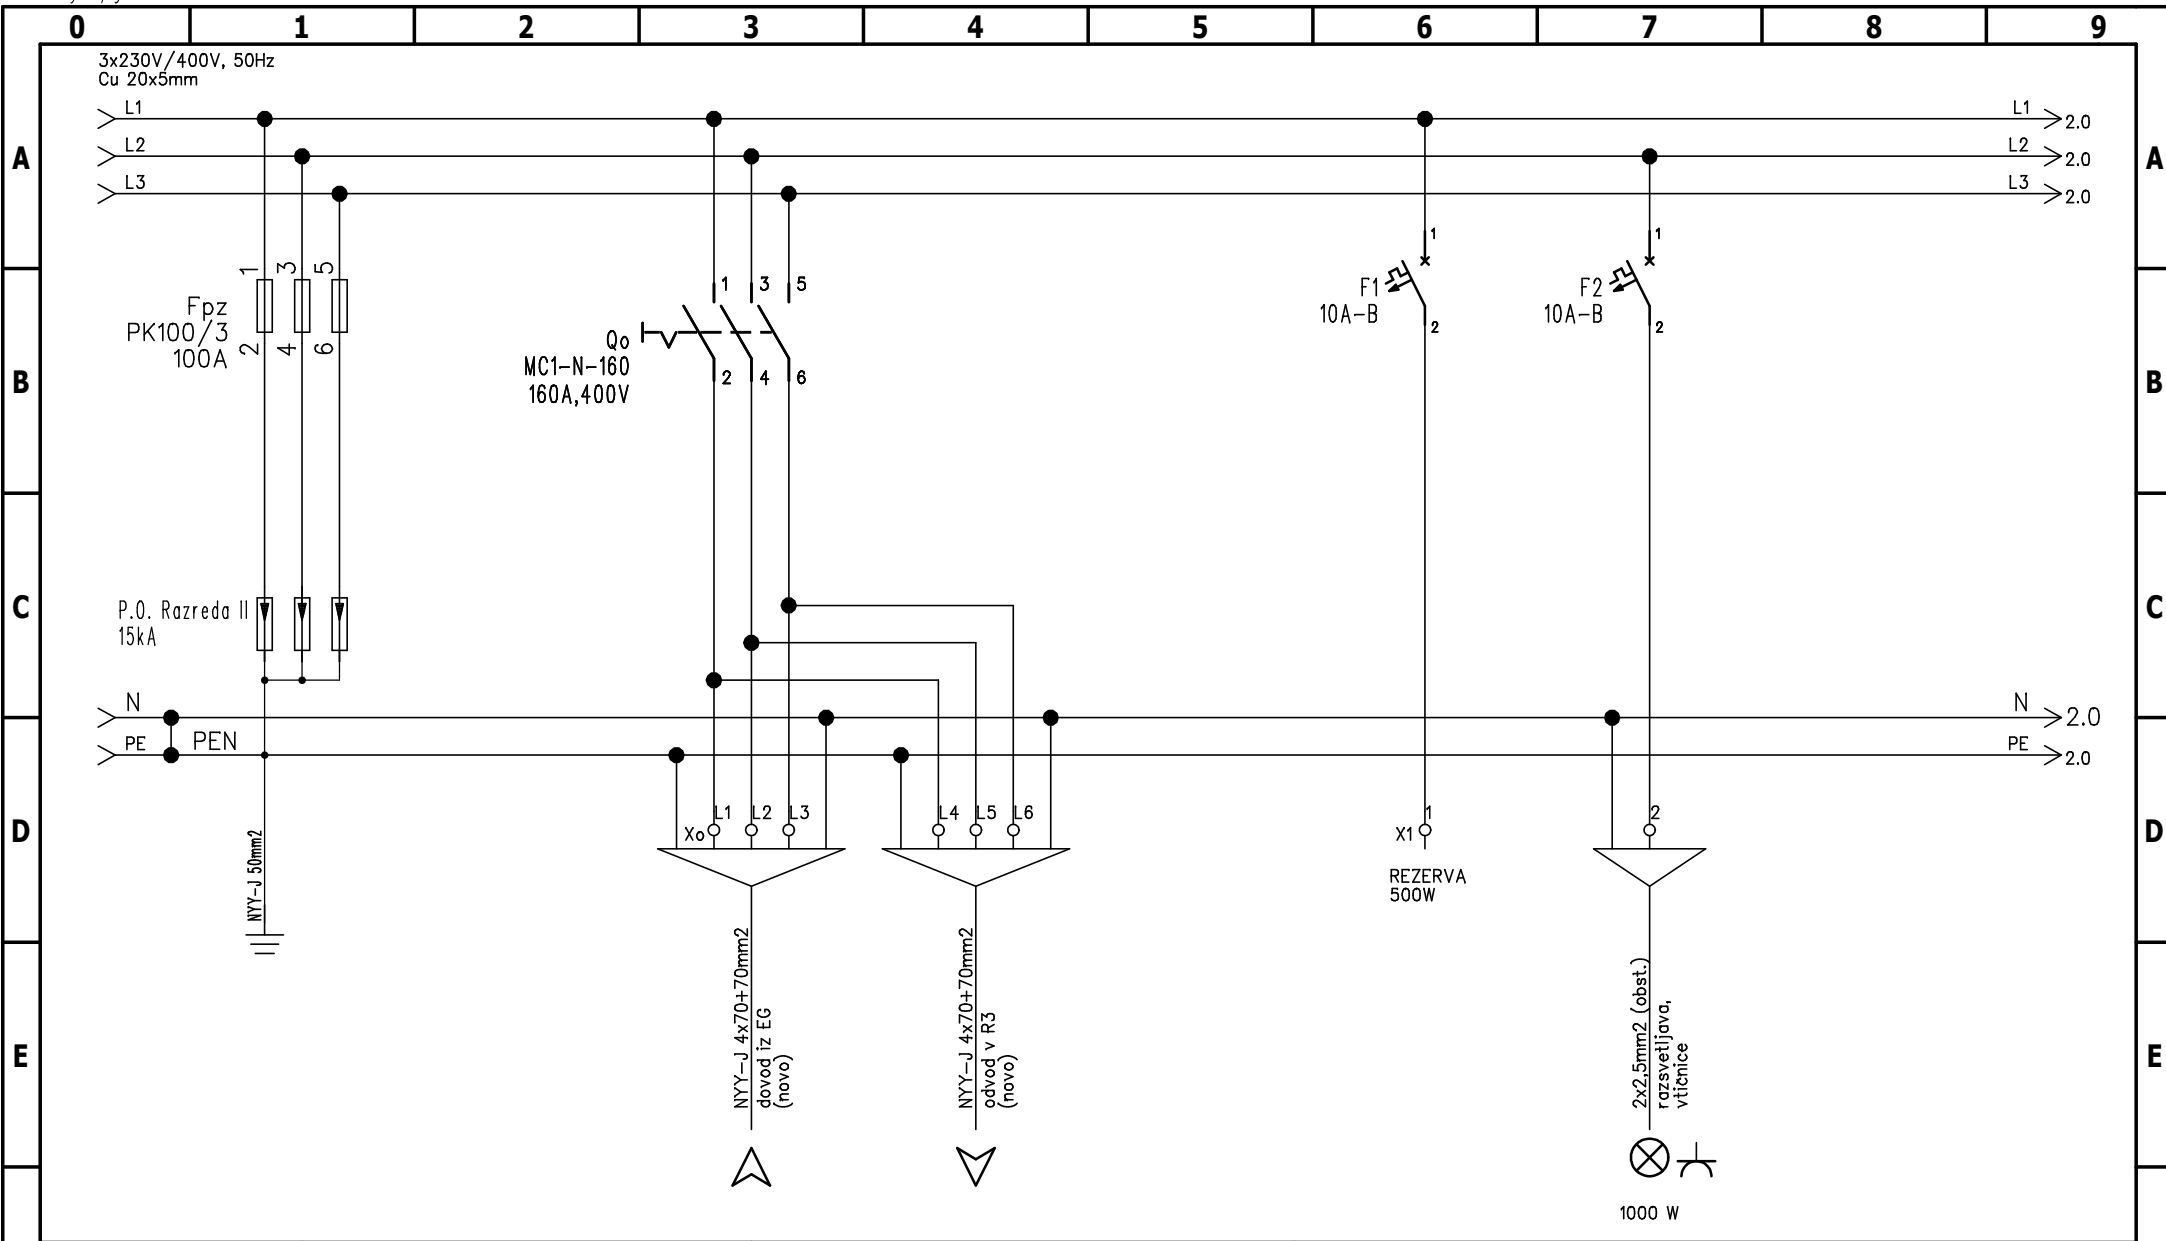 0 1 2 3 4 5 6 7 8 9
3x230V/400V, 50Hz
Cu 20x5mm
L1 L1 2.0
A L2 L2 2.0 A
L3 L3 2.0
1 3 5
Fpz
PK100/3
100A
2 4 6
1 3 5
Qo
MC1-N-160
160A,400V
2 4 6
1
F1
10A-B
2
1
F2
10A-B
2
B B
C C
P.O. Razreda II
15kA
N N 2.0
PE PEN PE 2.0
D D
NYY-J 50mm2
Xo L1 L2 L3
L4 L5 L6
X1 1
REZERVA
500W
2
E E
NYY-J 4x70+70mm2
dovod iz EG
(novo)
NYY-J 4x70+70mm2
odvod v R3
(novo)
2x2,5mm2 (obst.)
razsvetljava,
vtičnice
1000 W